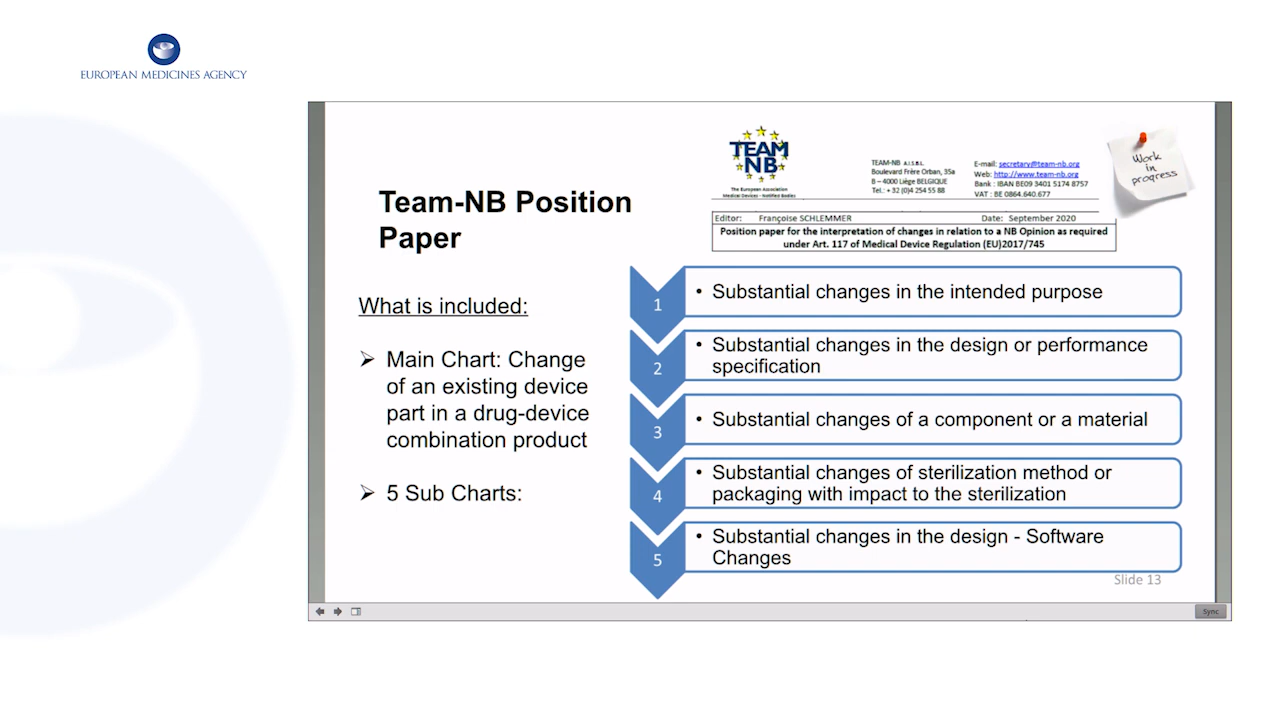 EUROPEAN MEDICINES AGENCY
TEAM
NB
The European Association
Medical Devices - Notified Bodies
TEAM-NB A.I.S.B.L.
Boulevard Frère Orban, 35a
B – 4000 Liège BELGIQUE
Tel.: + 32 (0)4 254 55 88
E-mail: secretary@team-nb.org
Web: http://www.team-nb.org
Bank : IBAN BE09 3401 5174 8757
VAT : BE 0864.640.677
Work
in
progress
Editor: Françoise SCHLEMMER Date: September 2020
Position paper for the interpretation of changes in relation to a NB Opinion as required
under Art. 117 of Medical Device Regulation (EU)2017/745
Team-NB Position
Paper
What is included:
➢ Main Chart: Change
of an existing device
part in a drug-device
combination product
➢ 5 Sub Charts:
1
• Substantial changes in the intended purpose
2
• Substantial changes in the design or performance
specification
3
• Substantial changes of a component or a material
4
• Substantial changes of sterilization method or
packaging with impact to the sterilization
5
• Substantial changes in the design - Software
Changes
Slide 13
Sync